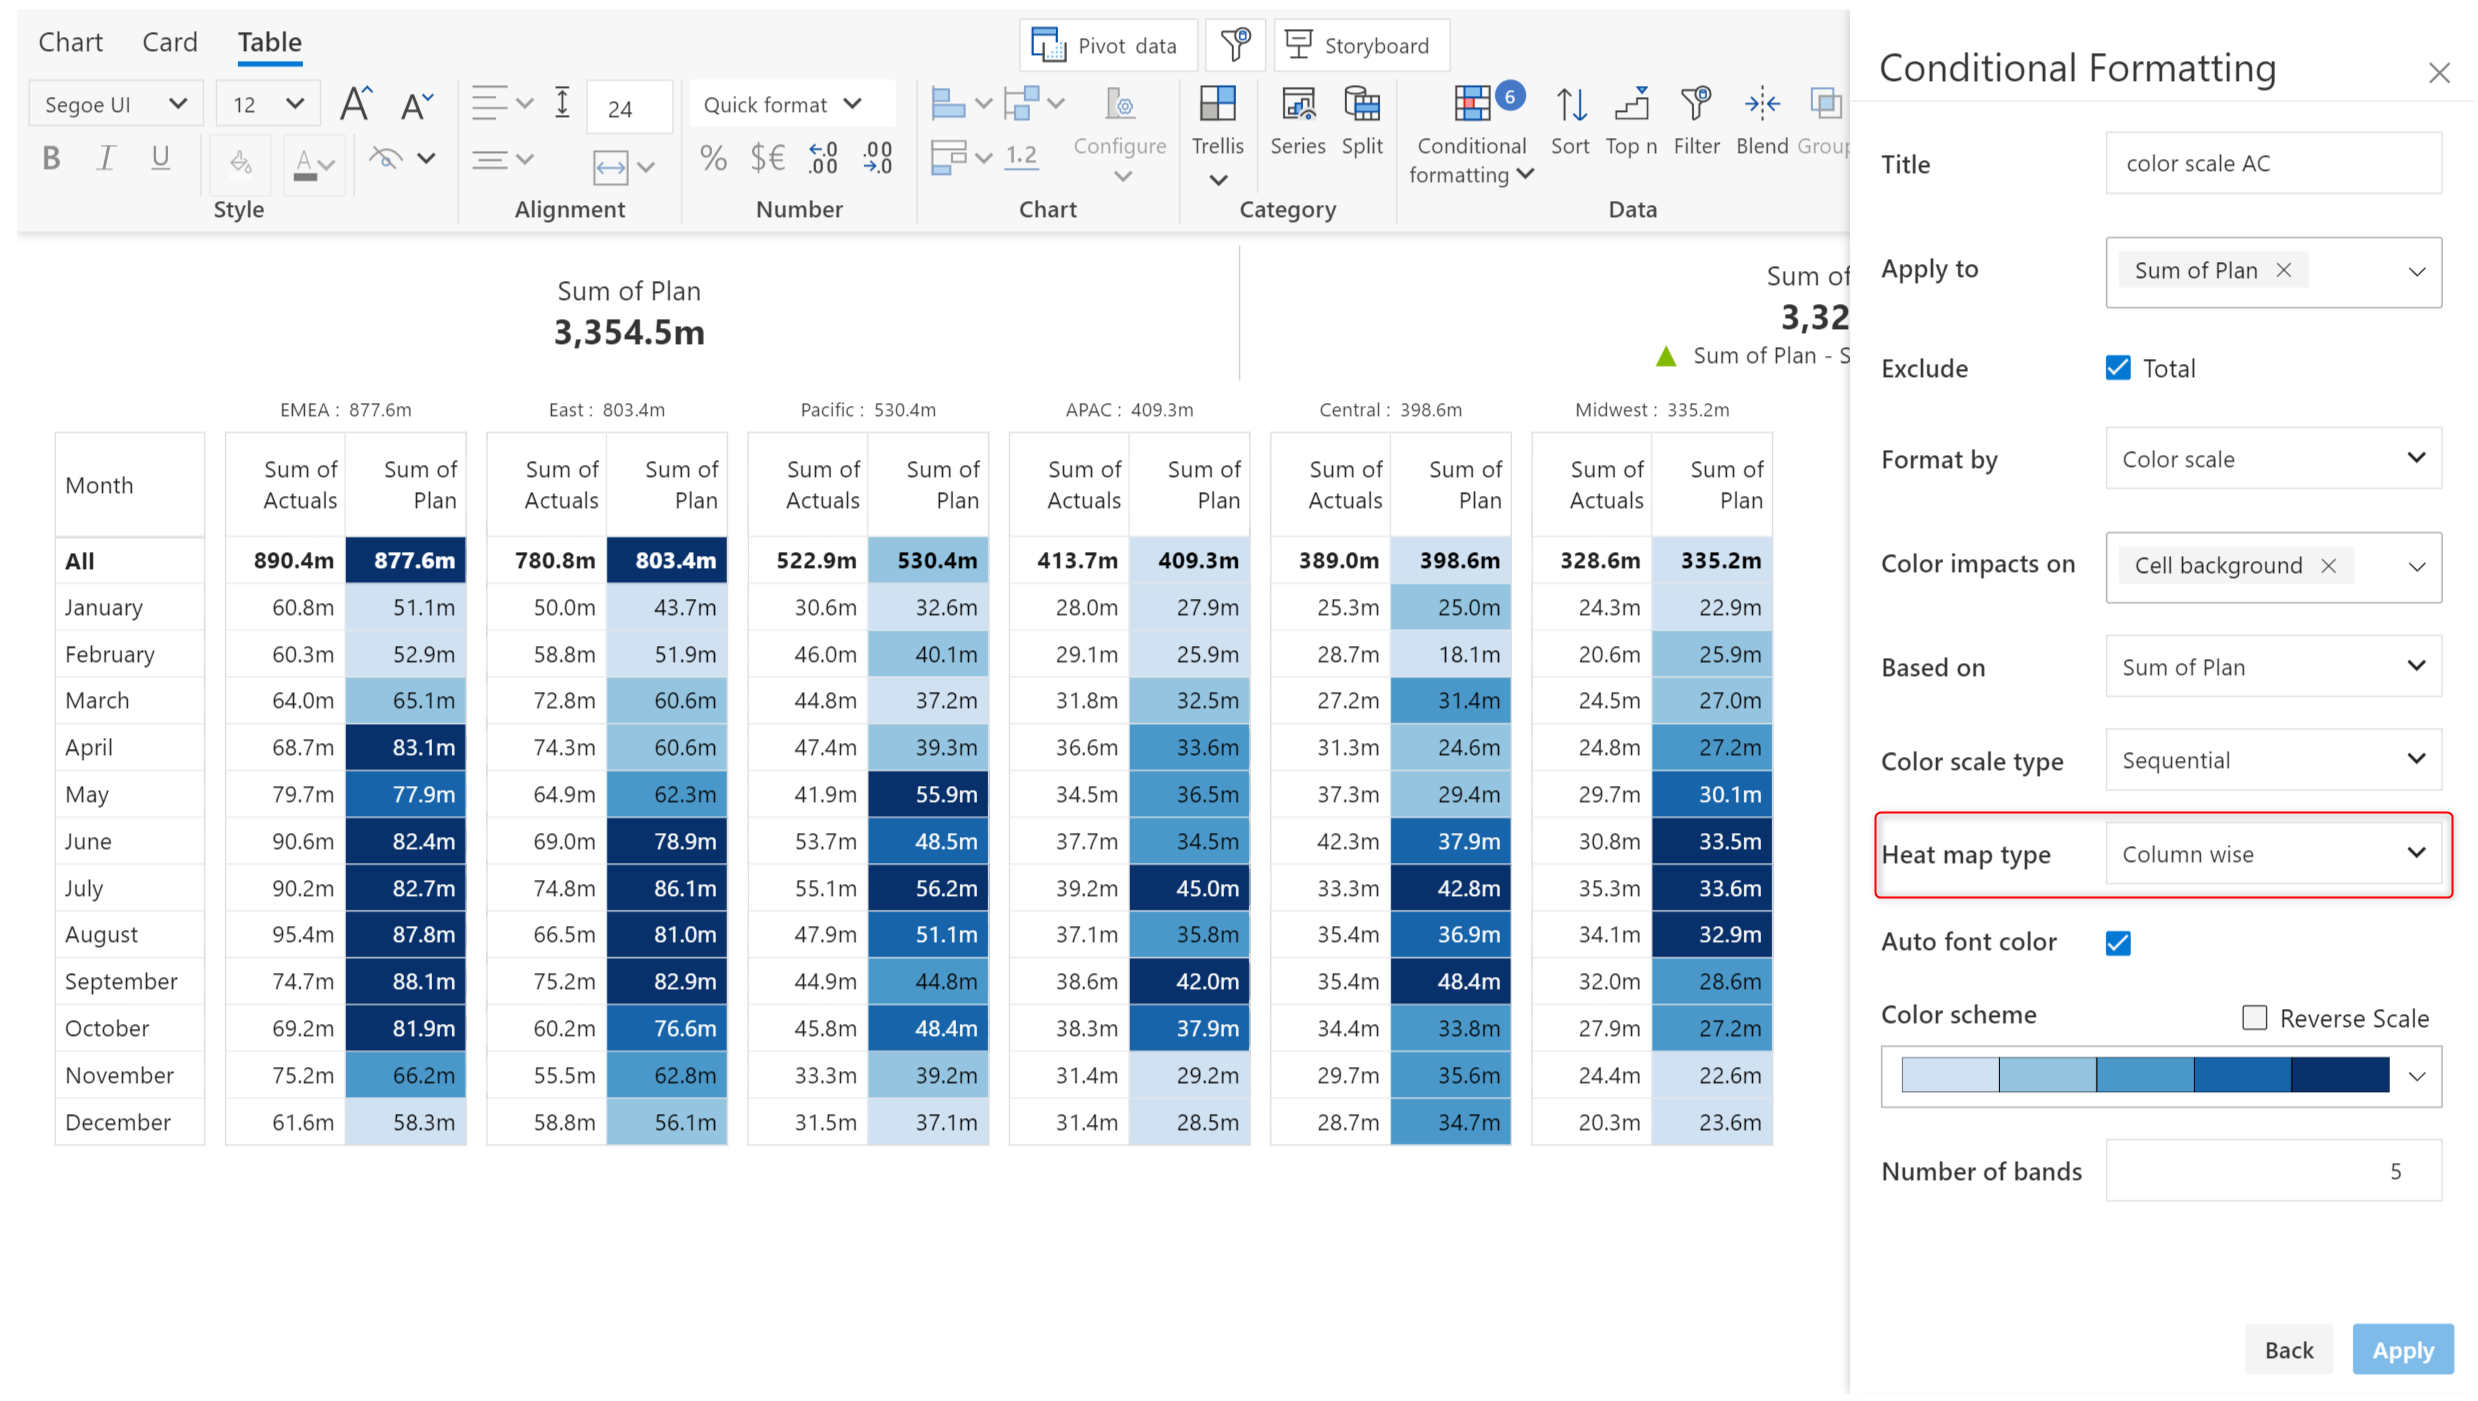 Chart Card Table
Pivot data Storyboard
Segoe UI 12 A A 24 Quick format 6
B I U A % $€ .0 .00 .00 .0 1.2 Configure Trellis Series Split Conditional formatting Sort Top n Filter Blend Group
Style Alignment Number Chart Category Data
Sum of Plan
3,354.5m
Sum of
3,32
Sum of Plan - S
EMEA : 877.6m East : 803.4m Pacific : 530.4m APAC : 409.3m Central : 398.6m Midwest : 335.2m
Month Sum of Actuals Sum of Plan Sum of Actuals Sum of Plan Sum of Actuals Sum of Plan Sum of Actuals Sum of Plan Sum of Actuals Sum of Plan Sum of Actuals Sum of Plan
All 890.4m 877.6m 780.8m 803.4m 522.9m 530.4m 413.7m 409.3m 389.0m 398.6m 328.6m 335.2m
January 60.8m 51.1m 50.0m 43.7m 30.6m 32.6m 28.0m 27.9m 25.3m 25.0m 24.3m 22.9m
February 60.3m 52.9m 58.8m 51.9m 46.0m 40.1m 29.1m 25.9m 28.7m 18.1m 20.6m 25.9m
March 64.0m 65.1m 72.8m 60.6m 44.8m 37.2m 31.8m 32.5m 27.2m 31.4m 24.5m 27.0m
April 68.7m 83.1m 74.3m 60.6m 47.4m 39.3m 36.6m 33.6m 31.3m 24.6m 24.8m 27.2m
May 79.7m 77.9m 64.9m 62.3m 41.9m 55.9m 34.5m 36.5m 37.3m 29.4m 29.7m 30.1m
June 90.6m 82.4m 69.0m 78.9m 53.7m 48.5m 37.7m 34.5m 42.3m 37.9m 30.8m 33.5m
July 90.2m 82.7m 74.8m 86.1m 55.1m 56.2m 39.2m 45.0m 33.3m 42.8m 35.3m 33.6m
August 95.4m 87.8m 66.5m 81.0m 47.9m 51.1m 37.1m 35.8m 35.4m 36.9m 34.1m 32.9m
September 74.7m 88.1m 75.2m 82.9m 44.9m 44.8m 38.6m 42.0m 35.4m 48.4m 32.0m 28.6m
October 69.2m 81.9m 60.2m 76.6m 45.8m 48.4m 38.3m 37.9m 34.4m 33.8m 27.9m 27.2m
November 75.2m 66.2m 55.5m 62.8m 33.3m 39.2m 31.4m 29.2m 29.7m 35.6m 24.4m 22.6m
December 61.6m 58.3m 58.8m 56.1m 31.5m 37.1m 31.4m 28.5m 28.7m 34.7m 20.3m 23.6m
Conditional Formatting
Title color scale AC
Apply to Sum of Plan
Exclude Total
Format by Color scale
Color impacts on Cell background
Based on Sum of Plan
Color scale type Sequential
Heat map type Column wise
Auto font color
Color scheme Reverse Scale
Number of bands 5
Back Apply